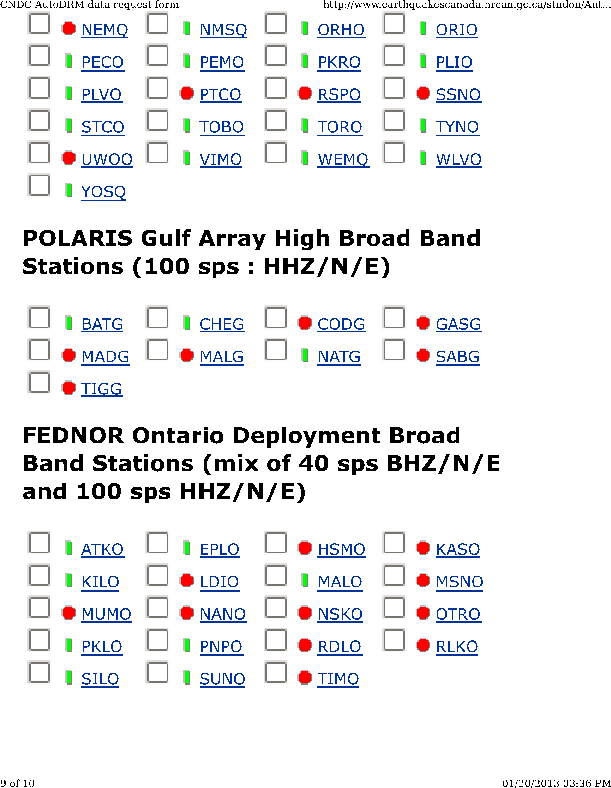 CNDC AutoDRM data request form http://www.earthquakescanada.nrcan.gc.ca/stndon/Aut...
NEMQ NMSQ ORHO ORIO
PECO PEMO PKRO PLIO
PLVO PTCO RSPO SSNO
STCO TOBO TORO TYNO
UWOO VIMO WEMQ WLVO
YOSQ
POLARIS Gulf Array High Broad Band
Stations (100 sps : HHZ/N/E)
BATG CHEG CODG GASG
MADG MALG NATG SABG
TIGG
FEDNOR Ontario Deployment Broad
Band Stations (mix of 40 sps BHZ/N/E
and 100 sps HHZ/N/E)
ATKO EPLO HSMO KASO
KILO LDIO MALO MSNO
MUMO NANO NSKO OTRO
PKLO PNPO RDLO RLKO
SILO SUNO TIMO
9 of 10 01/20/2013 03:36 PM